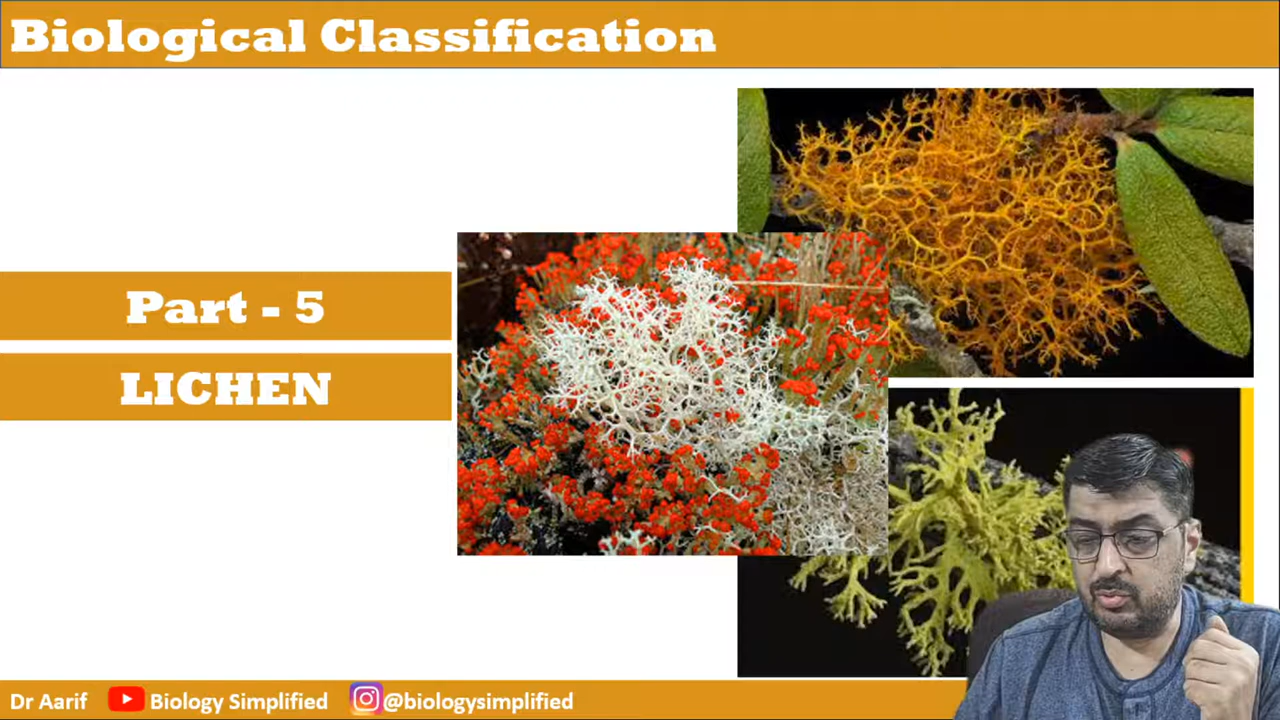 Biological Classification
Part - 5
LICHEN
Dr Aarif Biology Simplified @biologysimplified